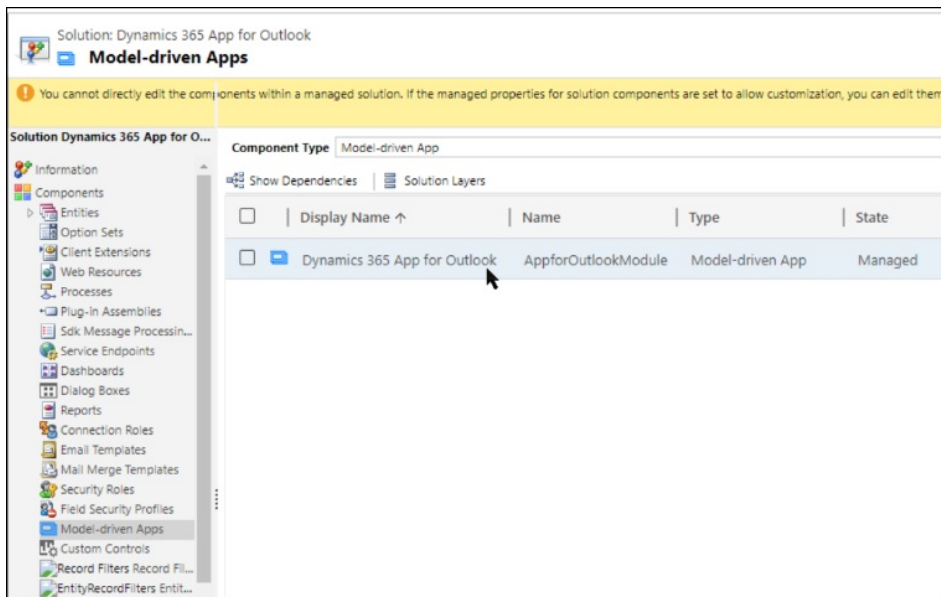 Solution: Dynamics 365 App for Outlook
Model-driven Apps
You cannot directly edit the components within a managed solution. If the managed properties for solution components are set to allow customization, you can edit them
Solution Dynamics 365 App for O...
Component Type Model-driven App
Information
Show Dependencies Solution Layers
Components
Entities
Display Name ↑ Name Type State
Option Sets
Client Extensions
Dynamics 365 App for Outlook AppforOutlookModule Model-driven App Managed
Web Resources
Processes
Plug-in Assemblies
Sdk Message Processin...
Service Endpoints
Dashboards
Dialog Boxes
Reports
Connection Roles
Email Templates
Mail Merge Templates
Security Roles
Field Security Profiles
Model-driven Apps
Custom Controls
Record Filters Record Fil...
EntityRecordFilters Entit...